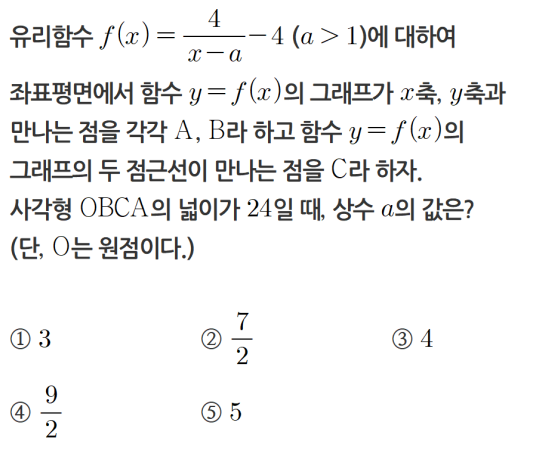 유리함수 f(x) = 4/(x−a) − 4 (a > 1)에 대하여
좌표평면에서 함수 y = f(x)의 그래프가 x축, y축과
만나는 점을 각각 A, B라 하고 함수 y = f(x)의
그래프의 두 점근선이 만나는 점을 C라 하자.
사각형 OBCA의 넓이가 24일 때, 상수 a의 값은?
(단, O는 원점이다.)
① 3 ② 7/2 ③ 4
④ 9/2 ⑤ 5